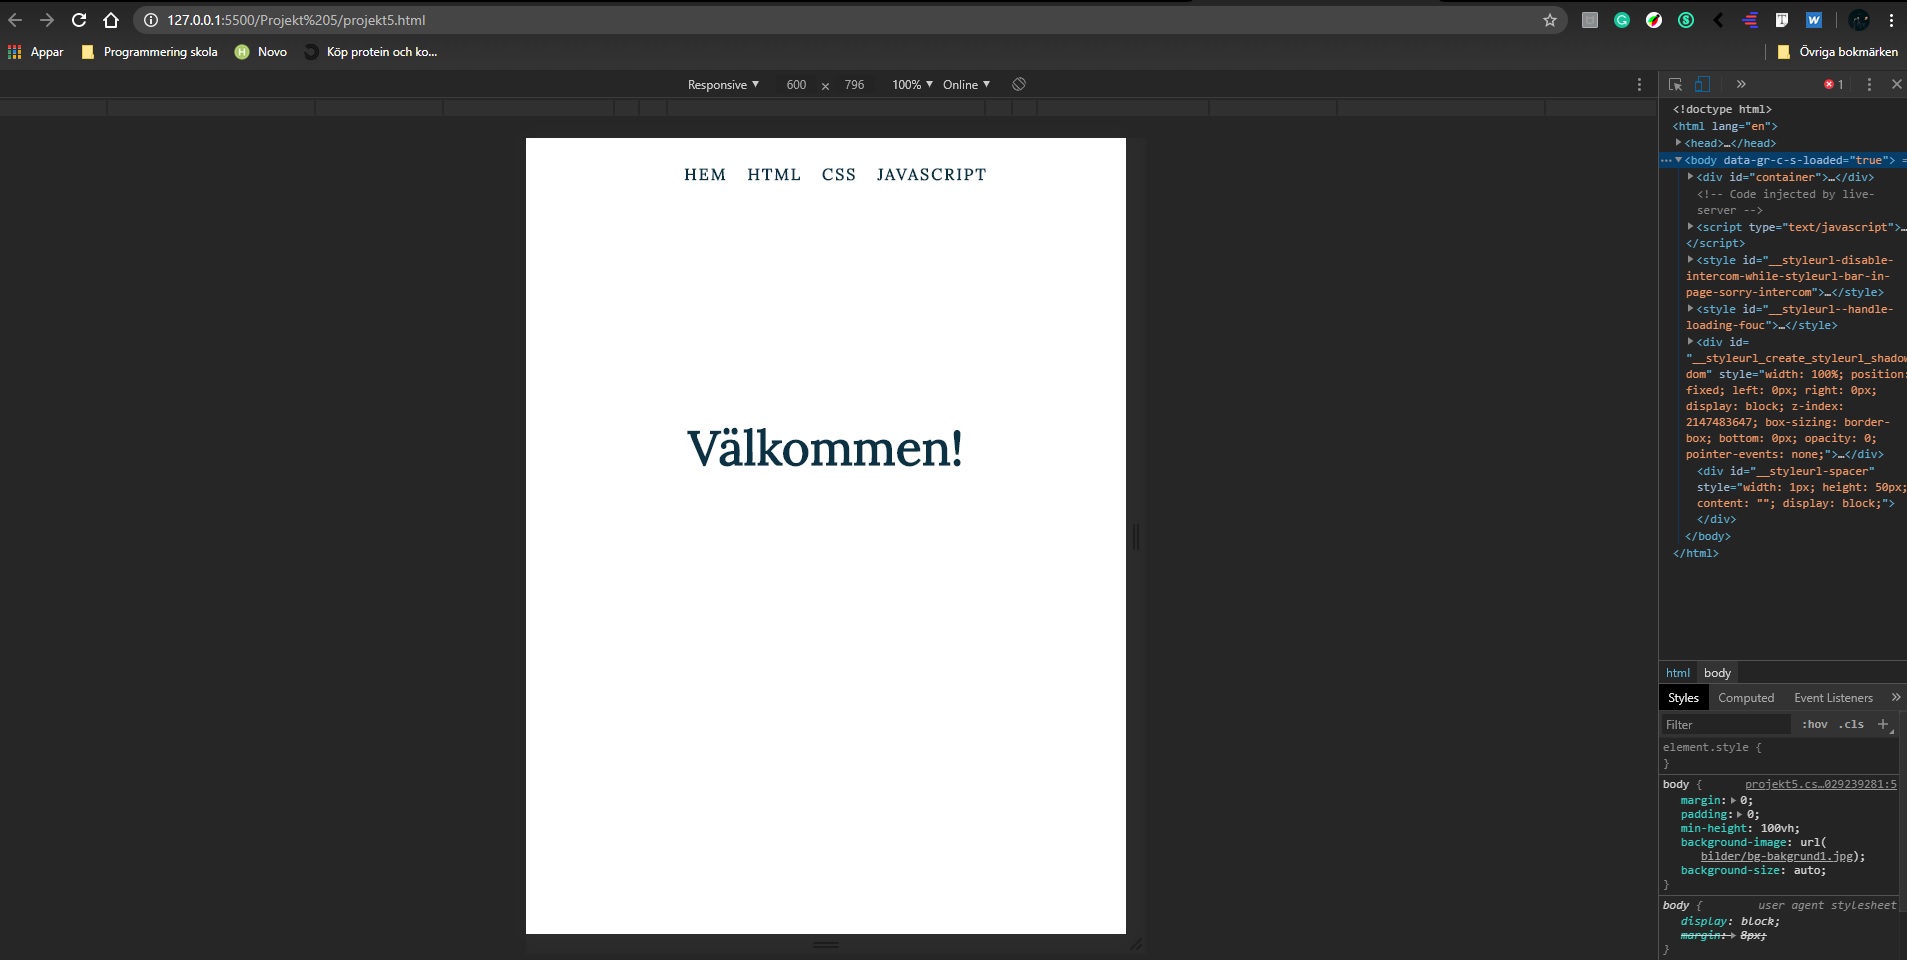 127.0.0.1:5500/Projekt%205/projekt5.html
Appar Programmering skola Novo Köp protein och ko... Övriga bokmärken
Responsive 600 x 796 100% Online
1
HEM HTML CSS JAVASCRIPT
Välkommen!
<!doctype html>
<html lang="en">
<head>…</head>
<body data-gr-c-s-loaded="true"> =
<div id="container">…</div>
<!-- Code injected by live-
server -->
<script type="text/javascript">…
</script>
<style id="__styleurl-disable-
intercom-while-styleurl-bar-in-
page-sorry-intercom">…</style>
<style id="__styleurl--handle-
loading-fouc">…</style>
<div id=
"__styleurl_create_styleurl_shadow
dom" style="width: 100%; position:
fixed; left: 0px; right: 0px;
display: block; z-index:
2147483647; box-sizing: border-
box; bottom: 0px; opacity: 0;
pointer-events: none;">…</div>
<div id="__styleurl-spacer"
style="width: 1px; height: 50px;
content: ""; display: block;">
</div>
</body>
</html>
html body
Styles Computed Event Listeners
Filter :hov .cls +
element.style {
}
body { projekt5.cs…029239281:5
margin: 0;
padding: 0;
min-height: 100vh;
background-image: url(
bilder/bg-bakgrund1.jpg);
background-size: auto;
}
body { user agent stylesheet
display: block;
margin: 8px;
}